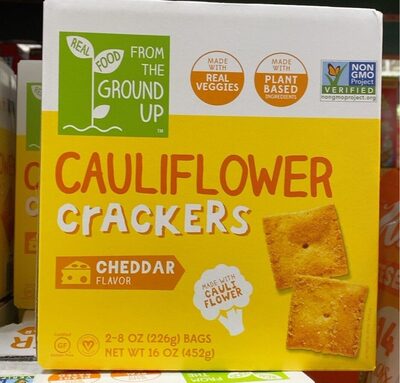 REAL
FOOD
FROM
THE
GROUND
UP
TM
MADE
WITH
REAL
VEGGIES
MADE
WITH
PLANT
BASED
INGREDIENTS
NON
GMO
Project
VERIFIED
nongmoproject.org
CAULIFLOWER
CRACKERS
CHEDDAR
FLAVOR
MADE WITH
CAULI
FLOWER
GF
2-8 OZ (226g) BAGS
NET WT 16 OZ (452g)